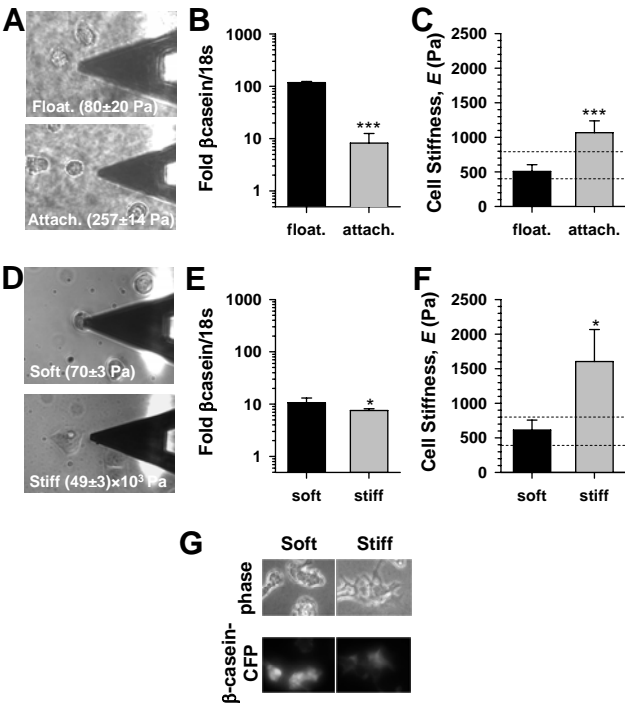 A
Float. (80±20 Pa)
Attach. (257±14 Pa)
B
Fold βcasein/18s
1000
100
10
1
***
float. attach.
C
Cell Stiffness, E (Pa)
2500
2000
1500
1000
500
0
***
float. attach.
D
Soft (70±3 Pa)
Stiff (49±3)×10³ Pa
E
Fold βcasein/18s
1000
100
10
1
*
soft stiff
F
Cell Stiffness, E (Pa)
2500
2000
1500
1000
500
0
*
soft stiff
G
Soft Stiff
phase
β-casein-
CFP